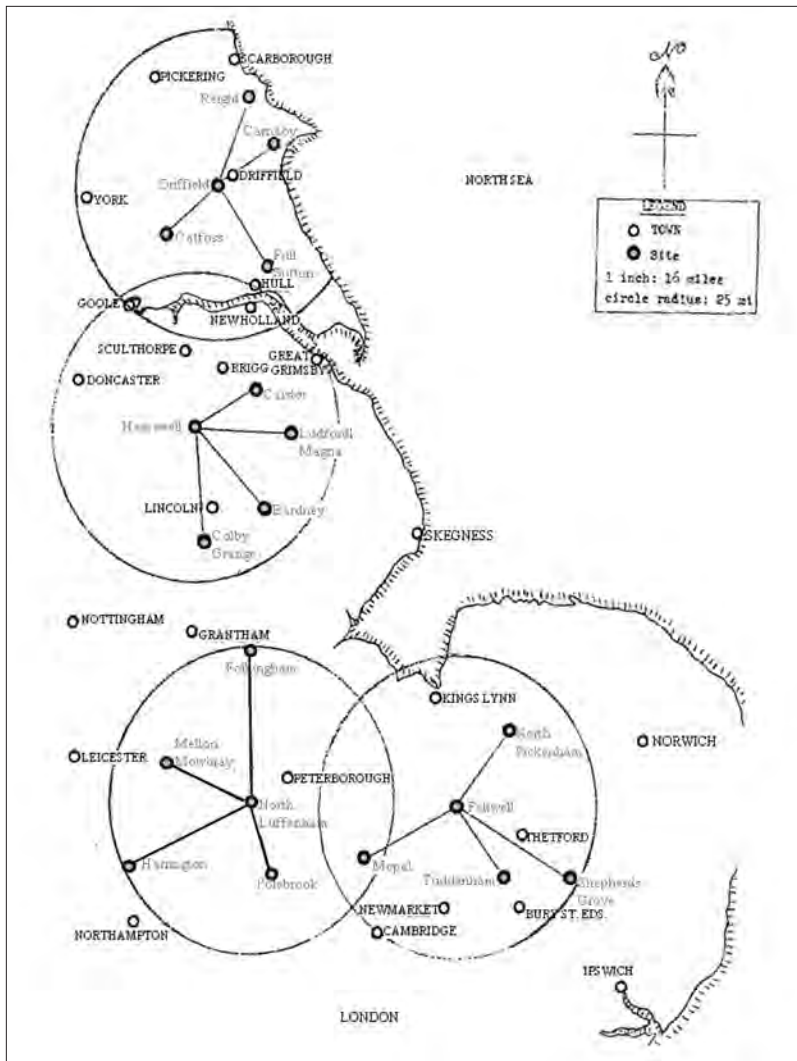 NO
SCARBOROUGH
PICKERING
Reigld
Carnaby
DRIFFIELD
Driffield
NORTH SEA
YORK
LEGEND
TOWN
Site
1 inch: 16 miles
circle radius: 25 mi
Catfoss
Full
Sutton
HULL
GOOLE
NEWHOLLAND
SCULTHORPE
GREAT
GRIMSBY
BRIGG
DONCASTER
Caistor
Hemswell
Ludford
Magna
LINCOLN
Bardney
Colby
Grange
SKEGNESS
NOTTINGHAM
GRANTHAM
Folkingham
KINGS LYNN
North
Pickenham
NORWICH
LEICESTER
Melton
Mowbray
PETERBOROUGH
North
Luffenham
Feltwell
THETFORD
Harrington
Polebrook
Mepal
Tuddenham
Shepherds
Grove
NEWMARKET
BURY ST. EDS.
NORTHAMPTON
CAMBRIDGE
IPSWICH
LONDON